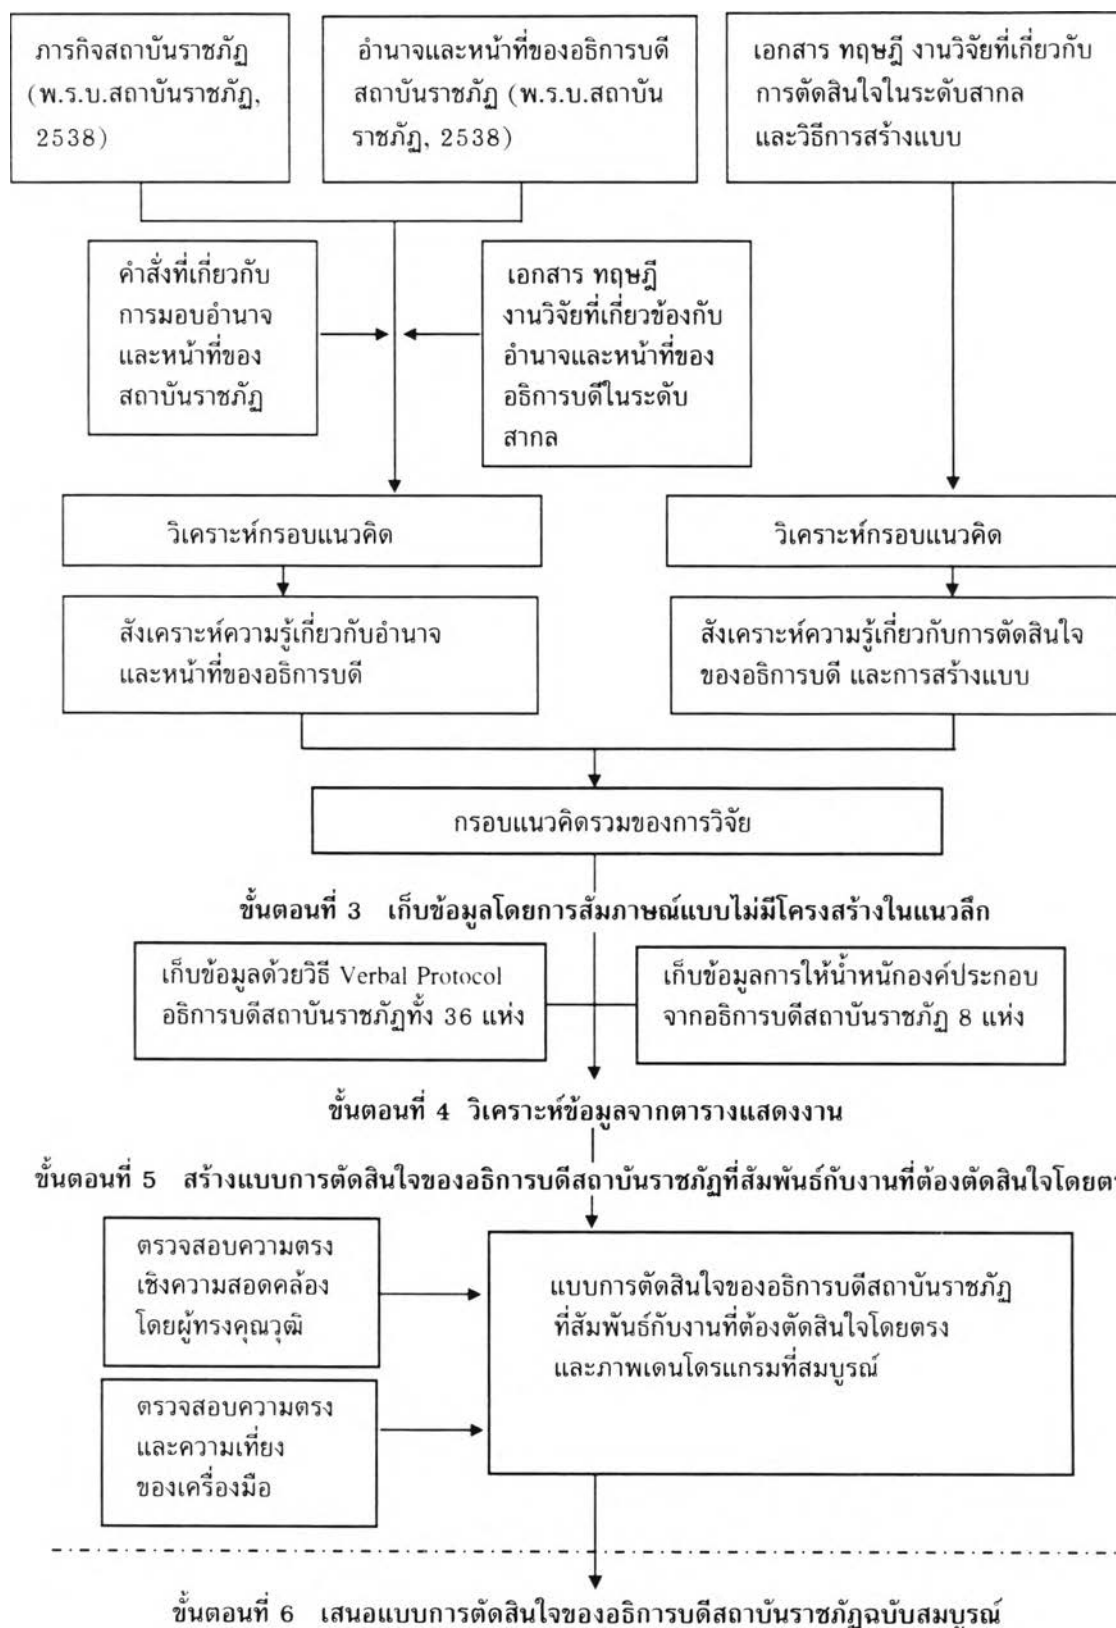 ภารกิจสถาบันราชภัฏ
(พ.ร.บ.สถาบันราชภัฏ,
2538)
อำนาจและหน้าที่ของอธิการบดี
สถาบันราชภัฏ (พ.ร.บ.สถาบัน
ราชภัฏ, 2538)
เอกสาร ทฤษฎี งานวิจัยที่เกี่ยวกับ
การตัดสินใจในระดับสากล
และวิธีการสร้างแบบ
คำสั่งที่เกี่ยวกับ
การมอบอำนาจ
และหน้าที่ของ
สถาบันราชภัฏ
เอกสาร ทฤษฎี
งานวิจัยที่เกี่ยวข้องกับ
อำนาจและหน้าที่ของ
อธิการบดีในระดับ
สากล
วิเคราะห์กรอบแนวคิด
วิเคราะห์กรอบแนวคิด
สังเคราะห์ความรู้เกี่ยวกับอำนาจ
และหน้าที่ของอธิการบดี
สังเคราะห์ความรู้เกี่ยวกับการตัดสินใจ
ของอธิการบดี และการสร้างแบบ
กรอบแนวคิดรวมของการวิจัย
ขั้นตอนที่ 3 เก็บข้อมูลโดยการสัมภาษณ์แบบไม่มีโครงสร้างในแนวลึก
เก็บข้อมูลด้วยวิธี Verbal Protocol
อธิการบดีสถาบันราชภัฏทั้ง 36 แห่ง
เก็บข้อมูลการให้น้ำหนักองค์ประกอบ
จากอธิการบดีสถาบันราชภัฏ 8 แห่ง
ขั้นตอนที่ 4 วิเคราะห์ข้อมูลจากตารางแสดงงาน
ขั้นตอนที่ 5 สร้างแบบการตัดสินใจของอธิการบดีสถาบันราชภัฏที่สัมพันธ์กับงานที่ต้องตัดสินใจโดยตร
ตรวจสอบความตรง
เชิงความสอดคล้อง
โดยผู้ทรงคุณวุฒิ
แบบการตัดสินใจของอธิการบดีสถาบันราชภัฏ
ที่สัมพันธ์กับงานที่ต้องตัดสินใจโดยตรง
และภาพเดนโดรแกรมที่สมบูรณ์
ตรวจสอบความตรง
และความเที่ยง
ของเครื่องมือ
ขั้นตอนที่ 6 เสนอแบบการตัดสินใจของอธิการบดีสถาบันราชภัฏฉบับสมบูรณ์